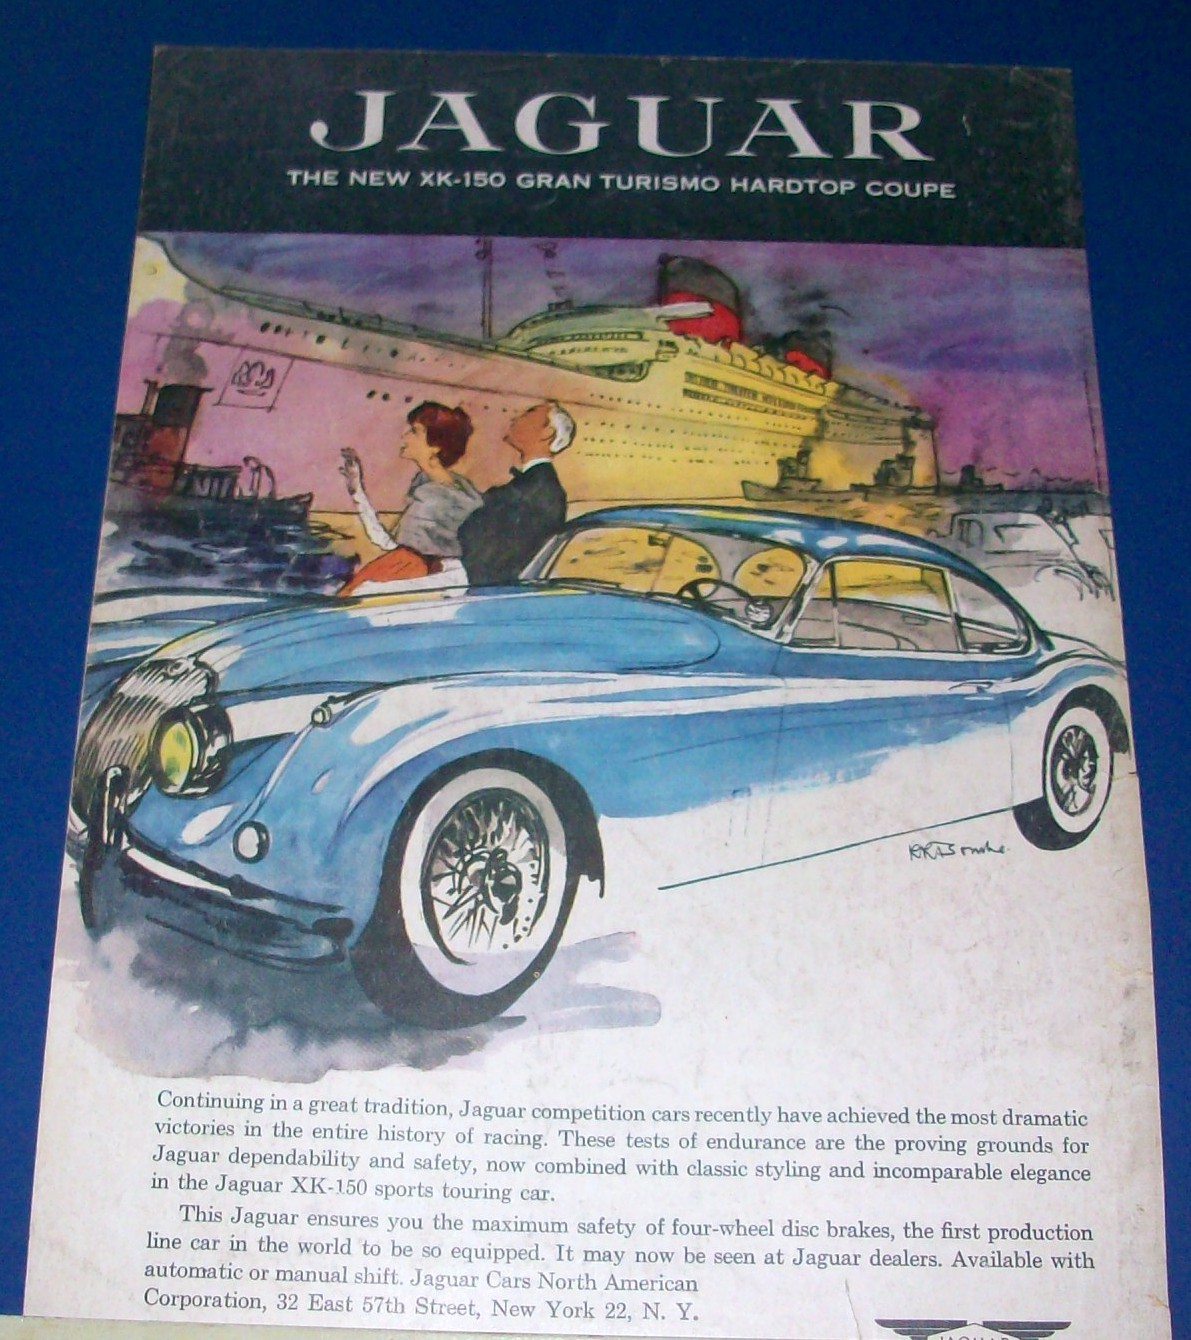 JAGUAR
THE NEW XK-150 GRAN TURISMO HARDTOP COUPE
Continuing in a great tradition, Jaguar competition cars recently have achieved the most dramatic
victories in the entire history of racing. These tests of endurance are the proving grounds for
Jaguar dependability and safety, now combined with classic styling and incomparable elegance
in the Jaguar XK-150 sports touring car.
This Jaguar ensures you the maximum safety of four-wheel disc brakes, the first production
line car in the world to be so equipped. It may now be seen at Jaguar dealers. Available with
automatic or manual shift. Jaguar Cars North American
Corporation, 32 East 57th Street, New York 22, N. Y.
JAGUAR